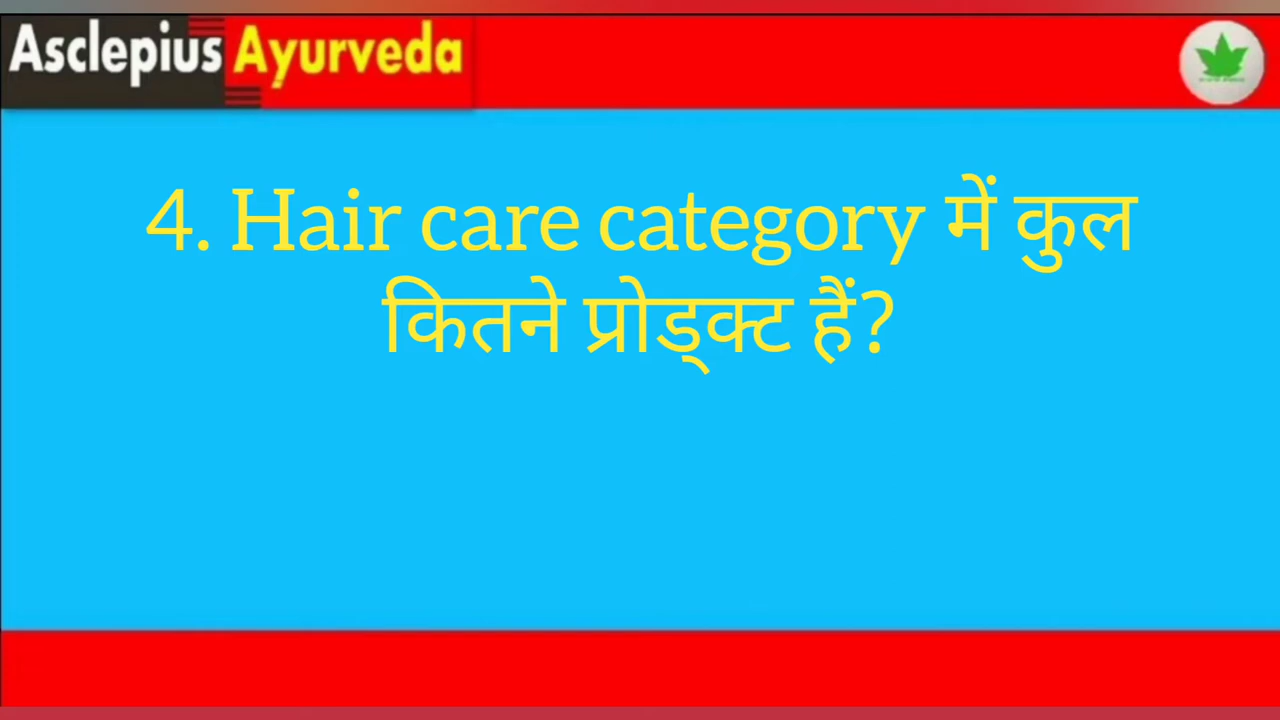 Asclepius Ayurveda
4. Hair care category में कुल
कितने प्रोड्क्ट हैं?